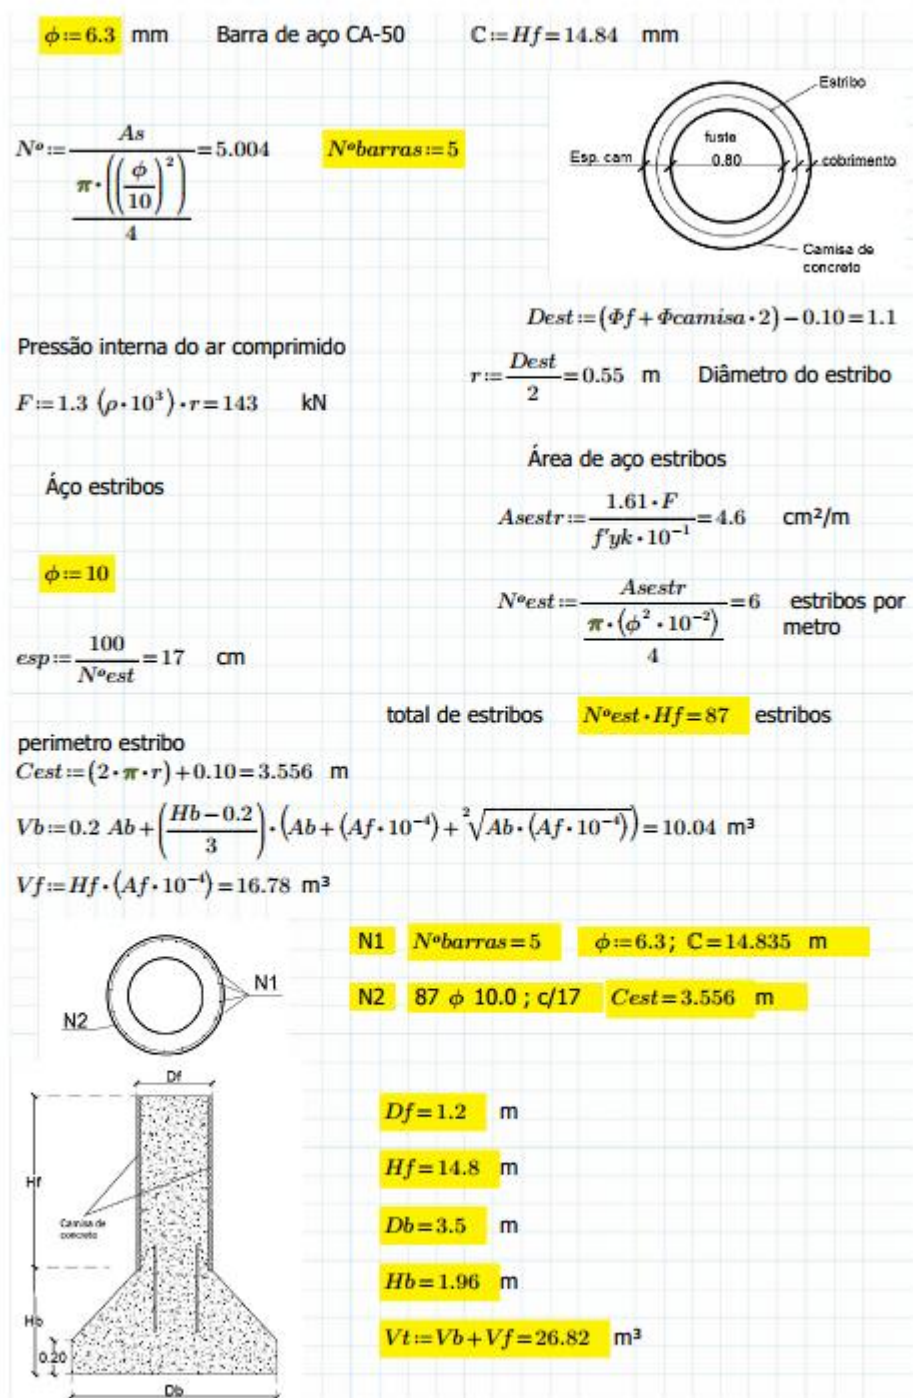 ϕ:=6.3 mm Barra de aço CA-50 ℂ:=Hf=14.84 mm
Estribo
fuste
Esp. cam 0.80 cobrimento
Camisa de
concreto
Nº:=As/(π·((ϕ/10)^2)/4)=5.004 Nºbarras:=5
Dest:=(Φf+Φcamisa·2)−0.10=1.1
Pressão interna do ar comprimido
r:=Dest/2=0.55 m Diâmetro do estribo
F:=1.3 (ρ·10³)·r=143 kN
Área de aço estribos
Áço estribos
Asestr:=1.61·F/(f'yk·10⁻¹)=4.6 cm²/m
ϕ:=10
Nºest:=Asestr/(π·(ϕ²·10⁻²)/4)=6 estribos por
metro
esp:=100/Nºest=17 cm
total de estribos Nºest·Hf=87 estribos
perimetro estribo
Cest:=(2·π·r)+0.10=3.556 m
Vb:=0.2 Ab+((Hb−0.2)/3)·(Ab+(Af·10⁻⁴)+²√(Ab·(Af·10⁻⁴)))=10.04 m³
Vf:=Hf·(Af·10⁻⁴)=16.78 m³
N1 Nºbarras=5 ϕ:=6.3; ℂ=14.835 m
N1
N2 87 ϕ 10.0 ; c/17 Cest=3.556 m
N2
Df
Df=1.2 m
Hf=14.8 m
Hf
Camisa de
concreto
Db=3.5 m
Hb=1.96 m
Hb
Vt:=Vb+Vf=26.82 m³
0.20
Db